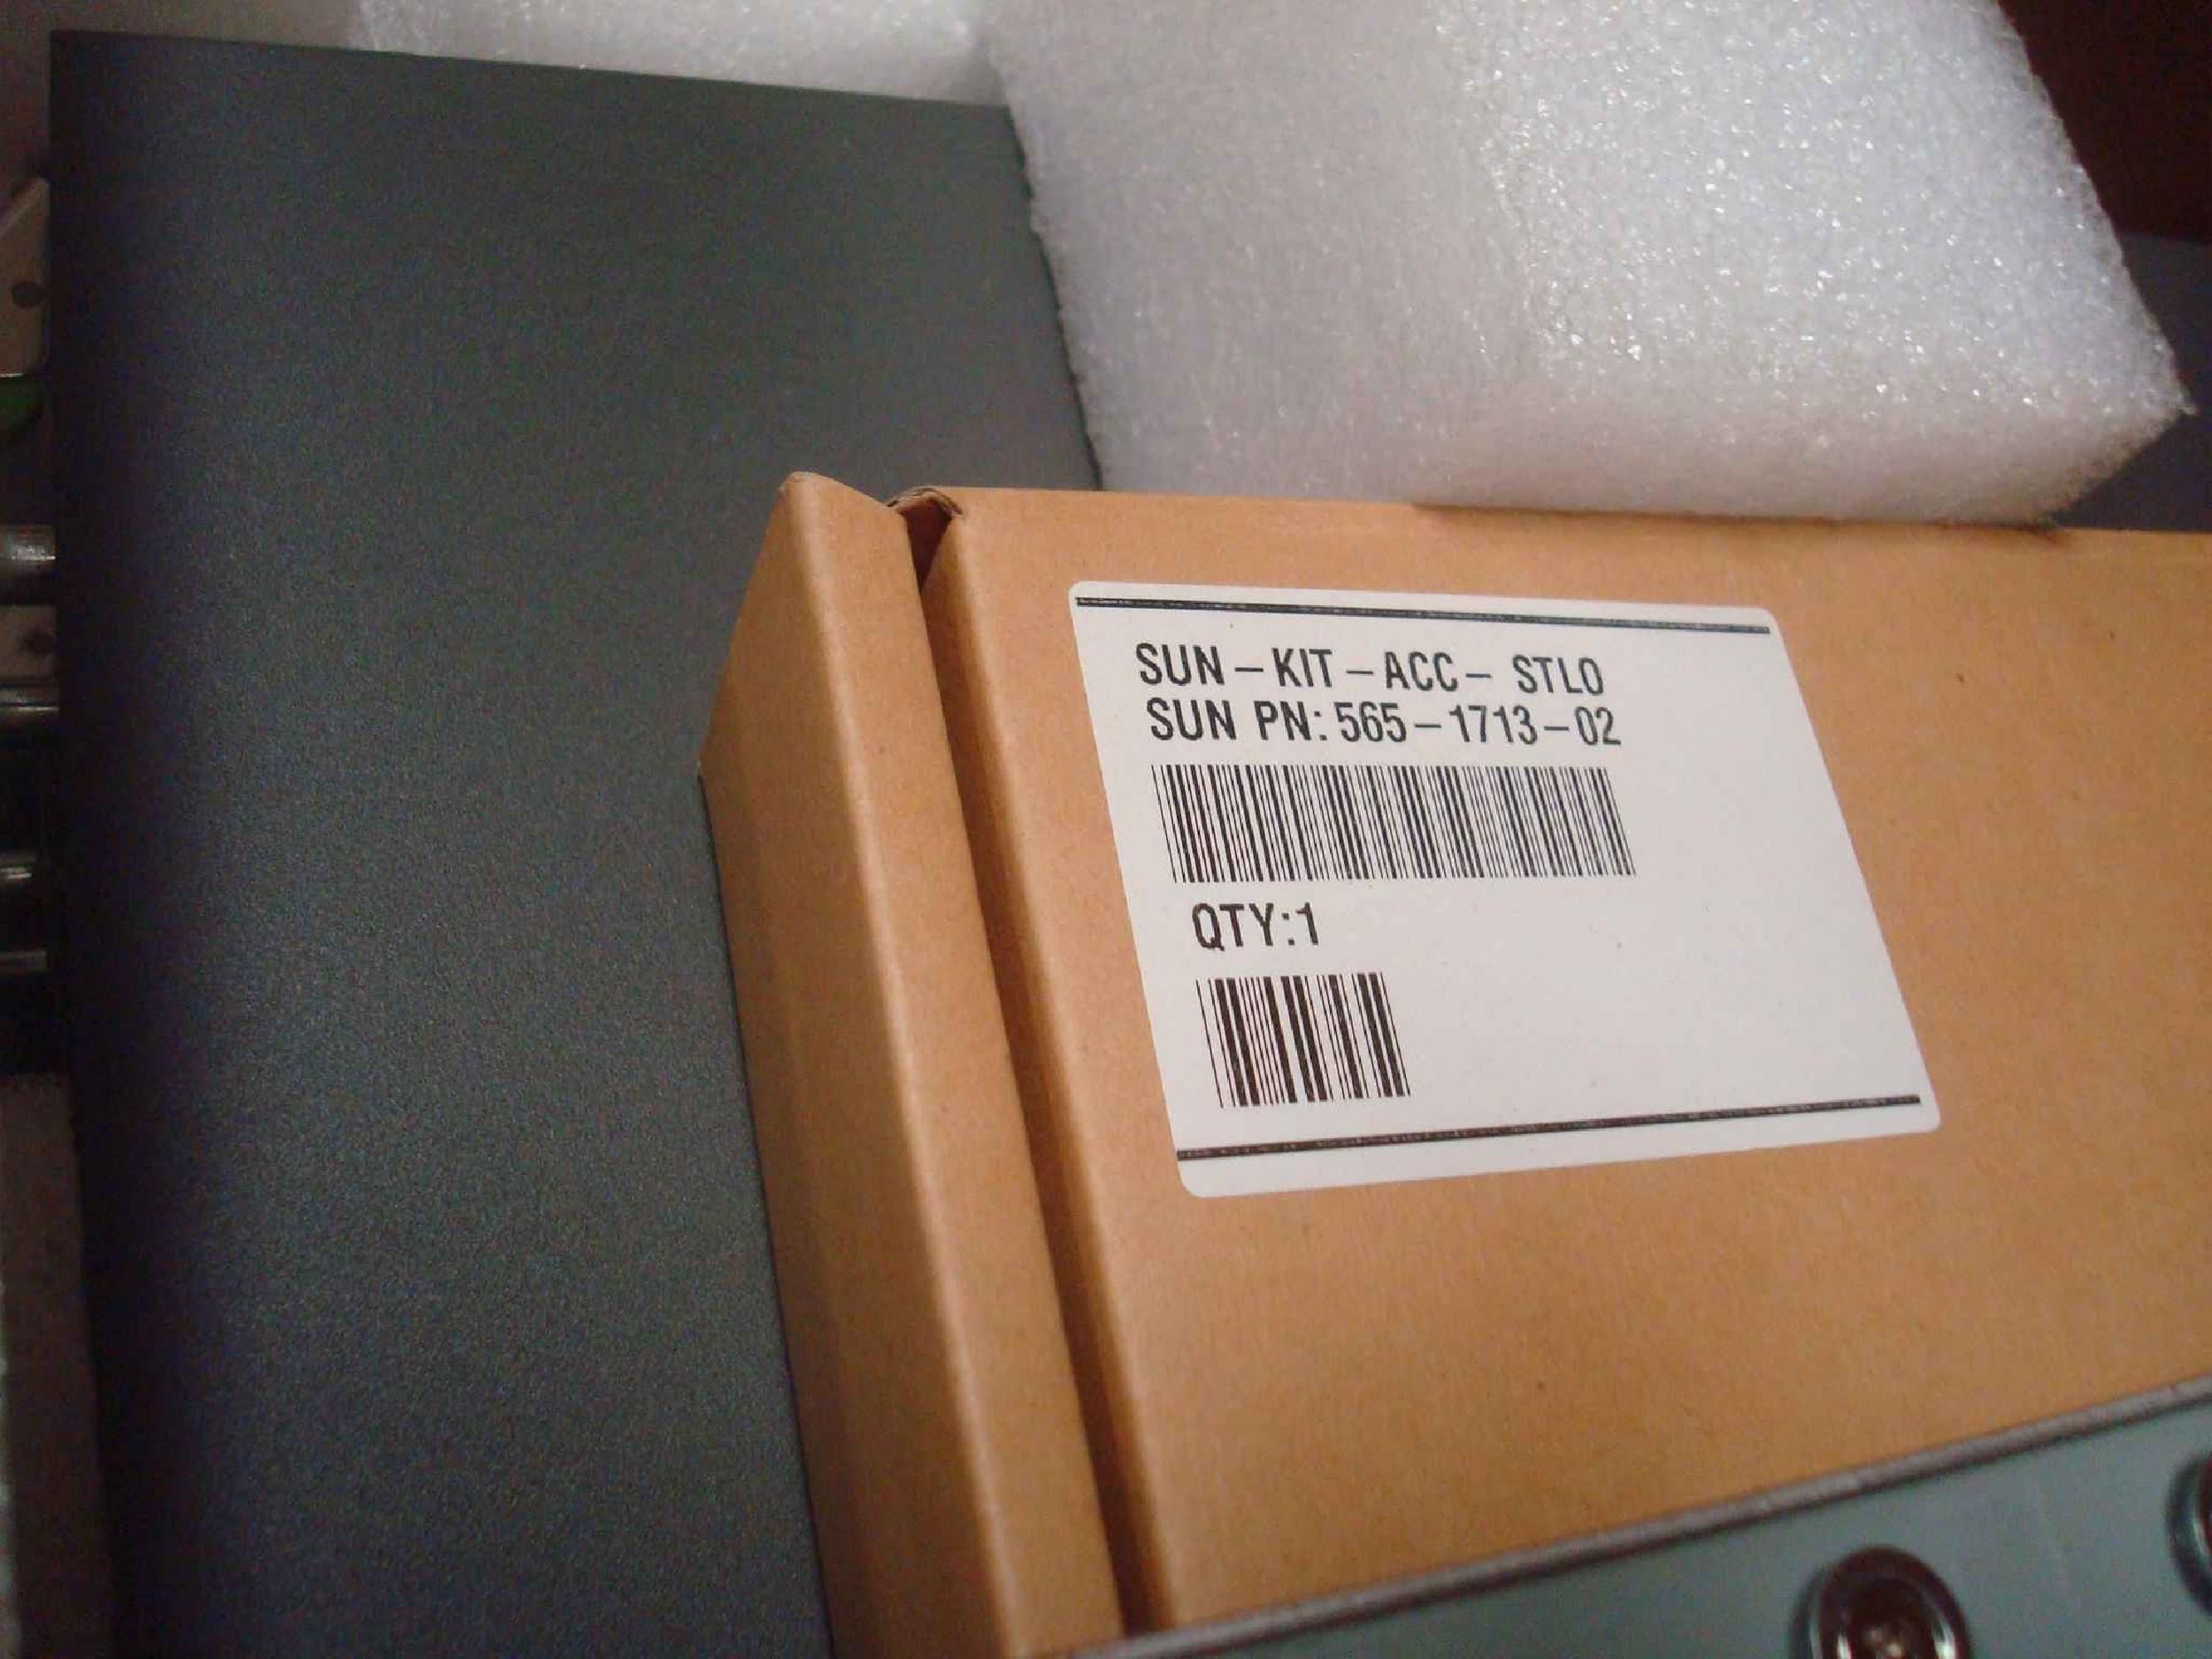 SUN-KIT-ACC- STLO
SUN PN: 565-1713-02
QTY:1